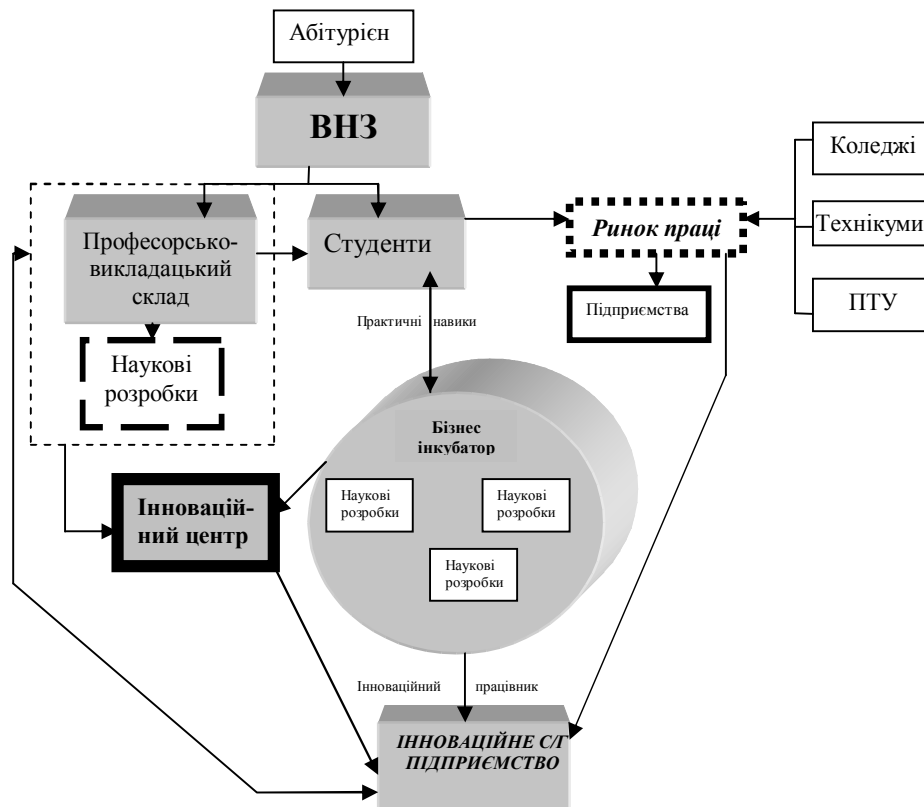 Абітурієн
ВНЗ
Коледжі
Технікуми
ПТУ
Професорсько-
викладацький
склад
Студенти
Ринок праці
Підприємства
Практичні навики
Наукові
розробки
Бізнес
інкубатор
Наукові
розробки
Наукові
розробки
Наукові
розробки
Інновацій-
ний центр
Інноваційний працівник
ІННОВАЦІЙНЕ С/Г
ПІДПРИЄМСТВО